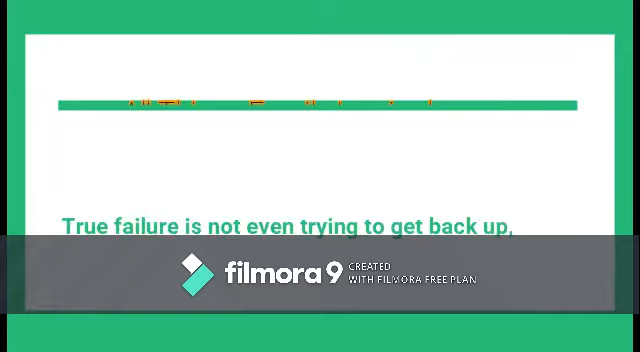 True failure is not even trying to get back up,
filmora 9
CREATED
WITH FILMORA FREE PLAN